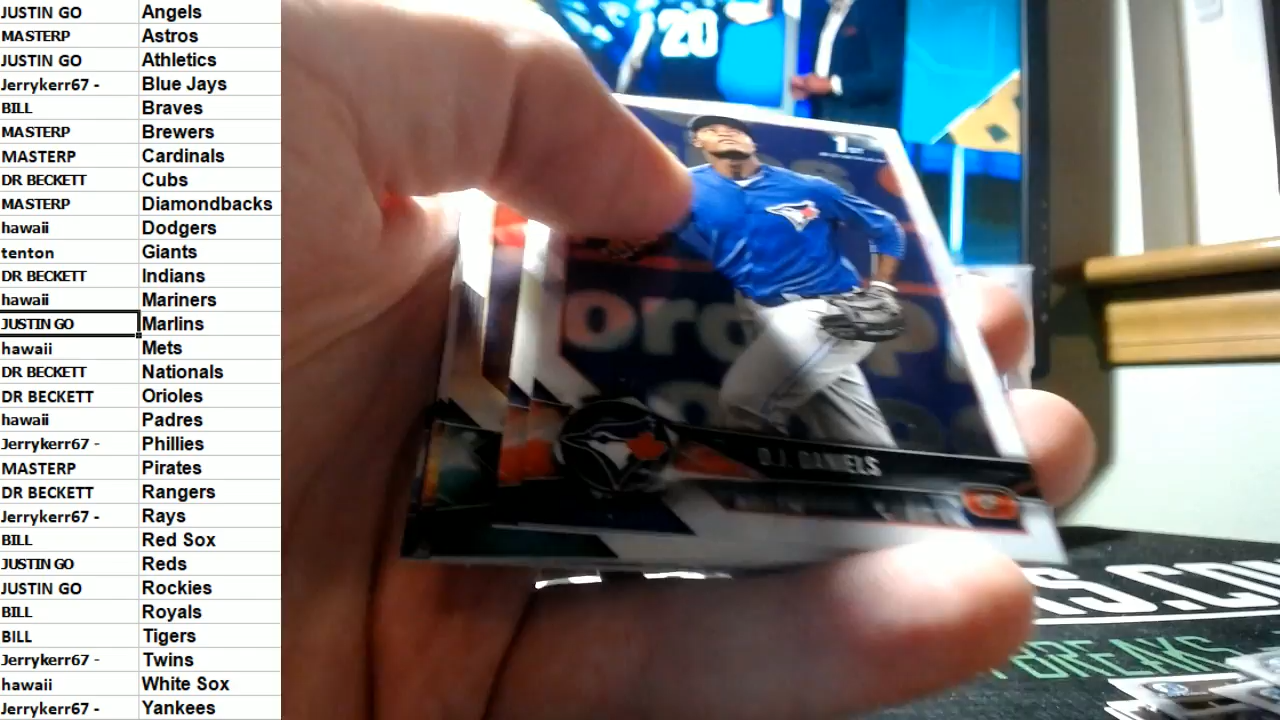 JUSTIN GO Angels
MASTERP Astros
JUSTIN GO Athletics
Jerrykerr67 - Blue Jays
BILL Braves
MASTERP Brewers
MASTERP Cardinals
DR BECKETT Cubs
MASTERP Diamondbacks
hawaii Dodgers
tenton Giants
DR BECKETT Indians
hawaii Mariners
JUSTIN GO Marlins
hawaii Mets
DR BECKETT Nationals
DR BECKETT Orioles
hawaii Padres
Jerrykerr67 - Phillies
MASTERP Pirates
DR BECKETT Rangers
Jerrykerr67 - Rays
BILL Red Sox
JUSTIN GO Reds
JUSTIN GO Rockies
BILL Royals
BILL Tigers
Jerrykerr67 - Twins
hawaii White Sox
Jerrykerr67 - Yankees
20
D.J. DANIELS
S.COM
BREAKS